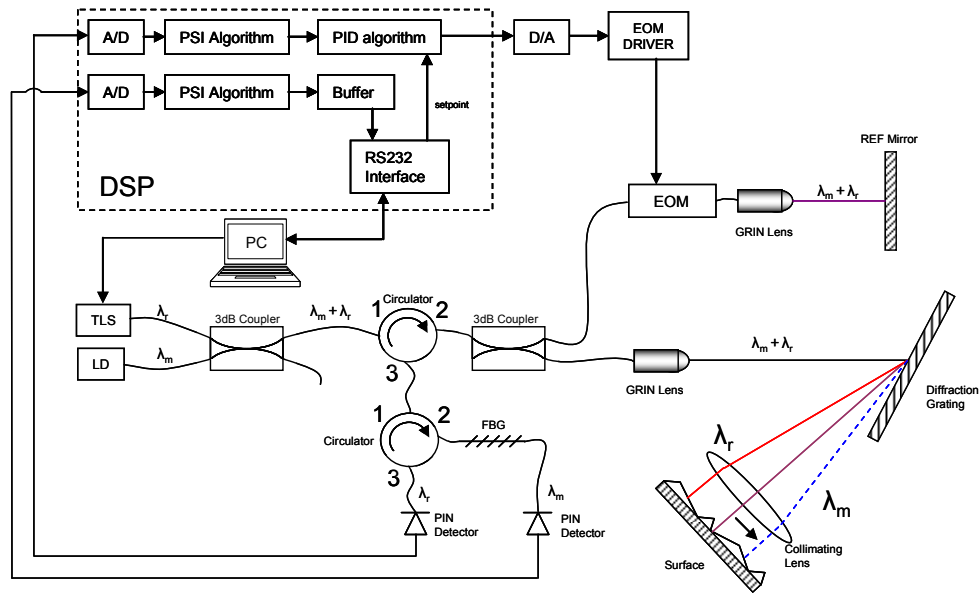 A/D
PSI Algorithm
PID algorithm
D/A
EOM
DRIVER
A/D
PSI Algorithm
Buffer
setpoint
RS232
Interface
DSP
REF Mirror
λm + λr
EOM
GRIN Lens
PC
TLS
λr
3dB Coupler
λm + λr
1
Circulator
2
3dB Coupler
LD
λm
3
λm + λr
GRIN Lens
Diffraction
Grating
1
2
FBG
Circulator
3
λr
λm
λr
λm
PIN
Detector
PIN
Detector
Surface
Collimating
Lens